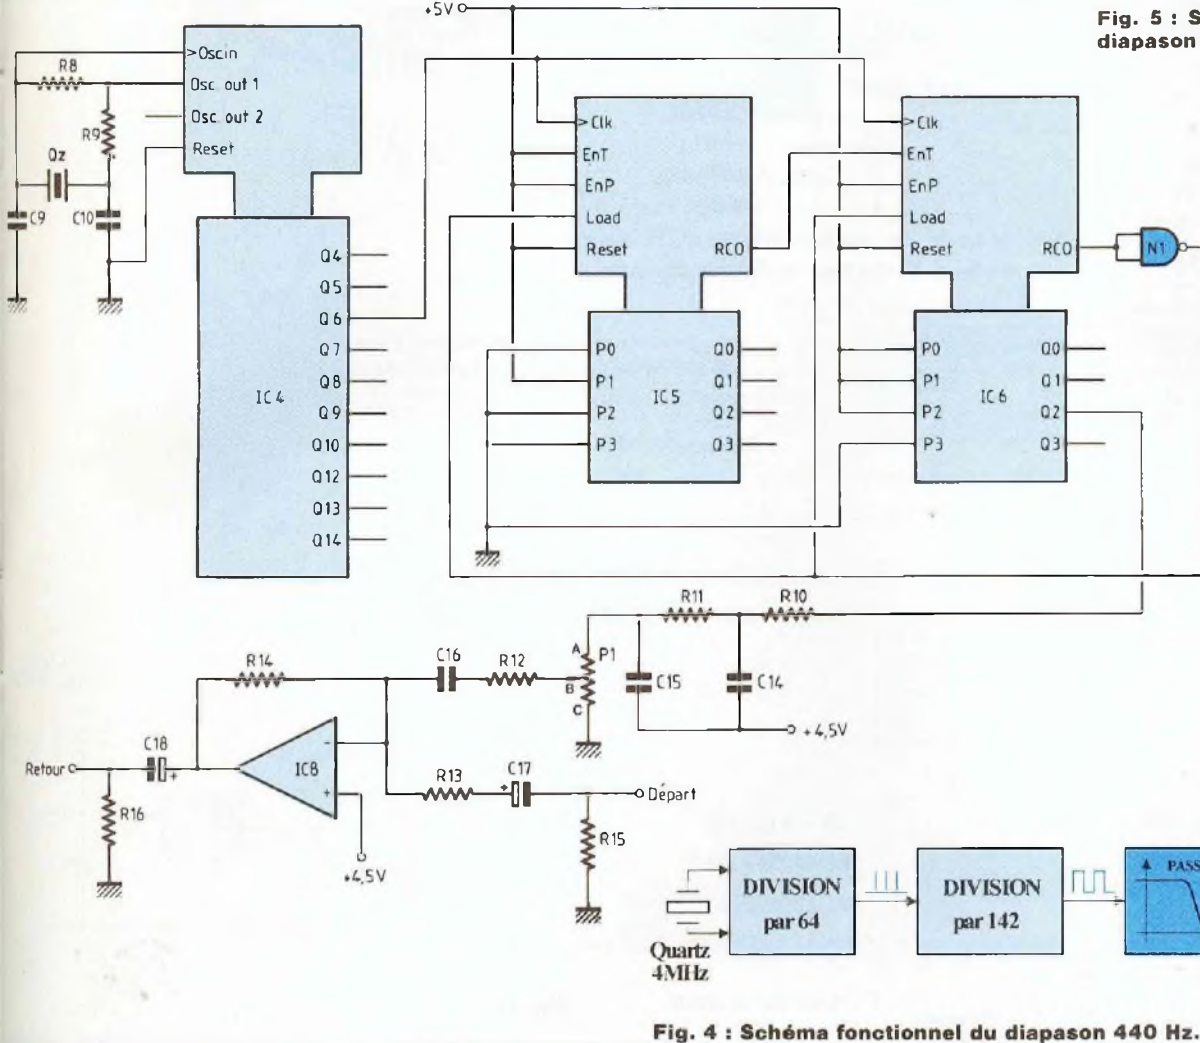 +5V
Fig. 5 : S
diapason
>Oscin
Osc. out 1
Osc. out 2
Reset
R8
R9
Qz
C9
C10
Q4
Q5
Q6
Q7
Q8
Q9
Q10
Q12
Q13
Q14
IC4
>Clk
EnT
EnP
Load
Reset
RCO
P0
P1
P2
P3
IC5
Q0
Q1
Q2
Q3
>Clk
EnT
EnP
Load
Reset
RCO
N1
P0
P1
P2
P3
IC6
Q0
Q1
Q2
Q3
R11
R10
R14
C16
R12
A
P1
B
C
C15
C14
+4,5V
C18
+
Retour
IC8
-
+
R13
+
C17
Départ
R16
R15
+4,5V
DIVISION
par 64
DIVISION
par 142
PASS
Quartz
4MHz
Fig. 4 : Schéma fonctionnel du diapason 440 Hz.